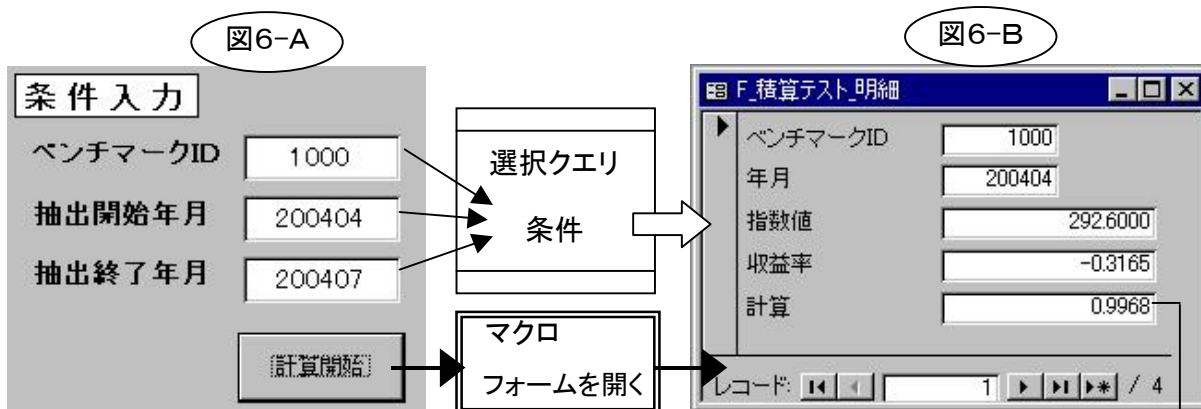 図6-A
図6-B
条件入力
ベンチマークID 1000
抽出開始年月 200404
抽出終了年月 200407
計算開始
選択クエリ
条件
マクロ
フォームを開く
F_積算テスト_明細
ベンチマークID 1000
年月 200404
指数値 292.6000
収益率 -0.3165
計算 0.9968
レコード: 1 / 4